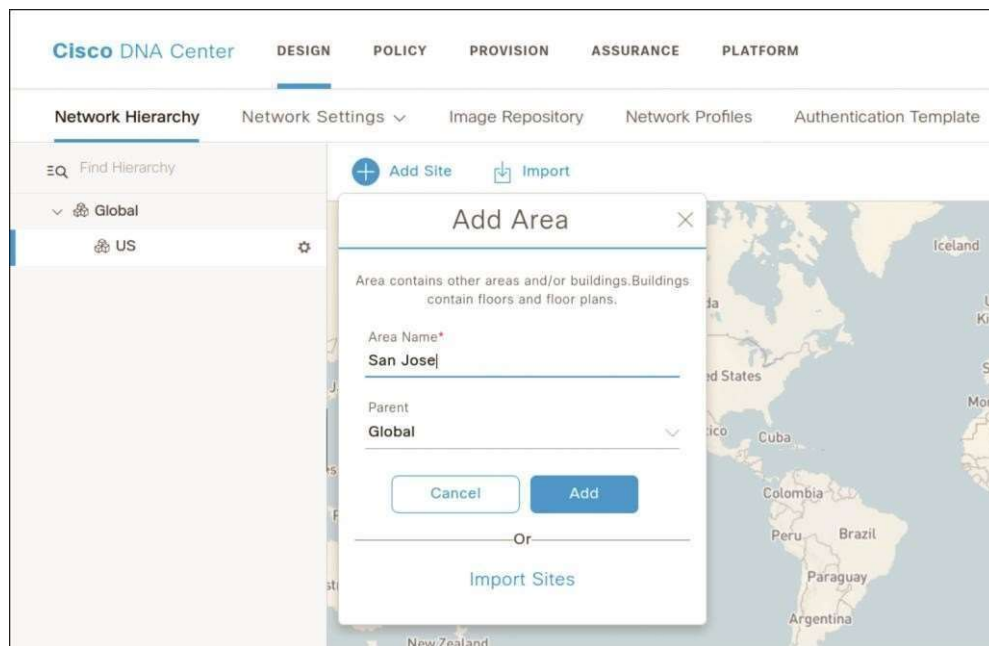 Cisco DNA Center DESIGN POLICY PROVISION ASSURANCE PLATFORM
Network Hierarchy Network Settings Image Repository Network Profiles Authentication Template
Find Hierarchy
Add Site Import
Global
US
Add Area
Area contains other areas and/or buildings.Buildings
contain floors and floor plans.
Area Name*
San Jose
Parent
Global
Cancel Add
Or
Import Sites
Iceland
ed States
Cuba
Colombia
Peru Brazil
Paraguay
Argentina
New Zealand